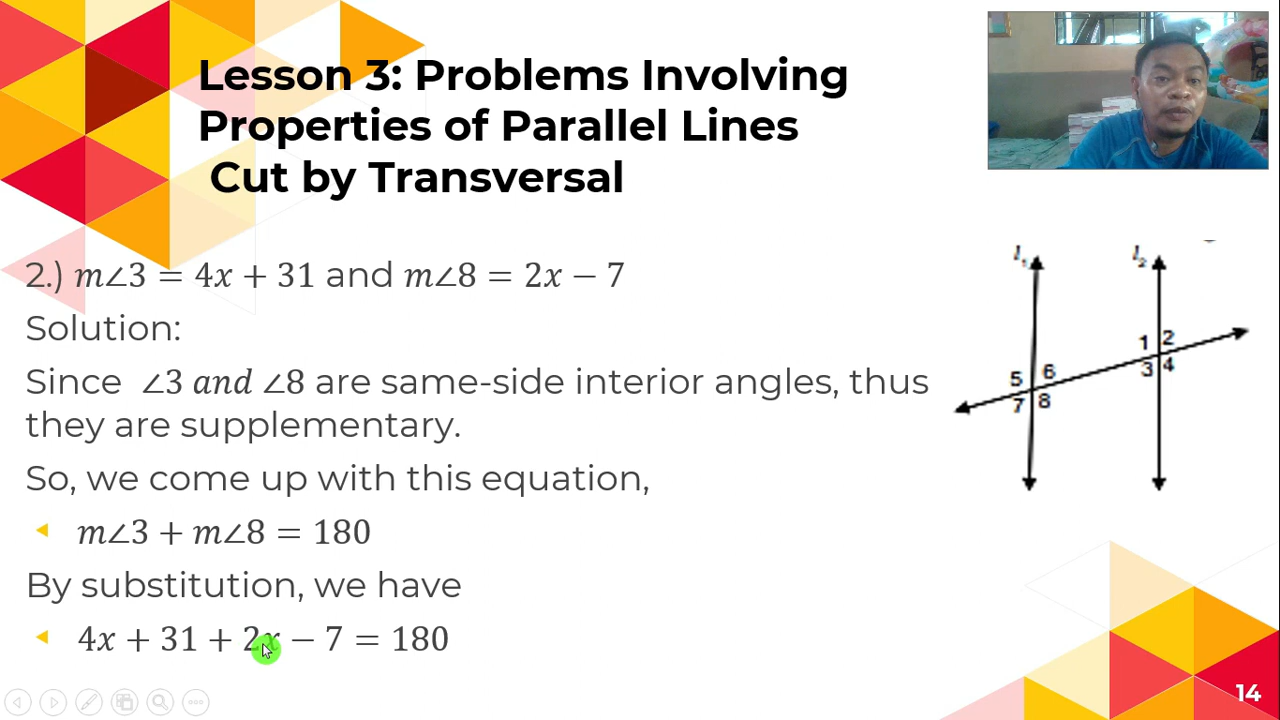 Lesson 3: Problems Involving
Properties of Parallel Lines
Cut by Transversal
2.) m∠3 = 4x + 31 and m∠8 = 2x − 7
Solution:
Since ∠3 and ∠8 are same-side interior angles, thus
they are supplementary.
So, we come up with this equation,
m∠3 + m∠8 = 180
By substitution, we have
4x + 31 + 2x − 7 = 180
l₁ l₂
1 2
3 4
5 6
7 8
14